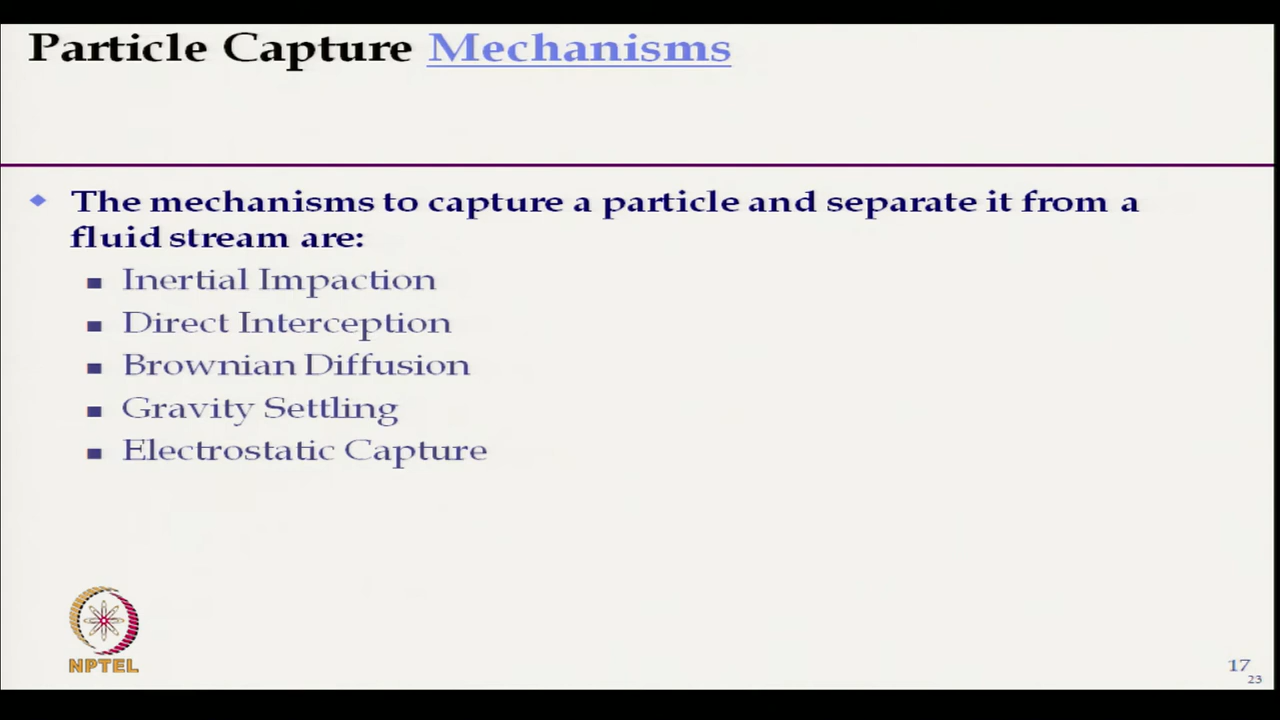 Particle Capture Mechanisms
The mechanisms to capture a particle and separate it from a
fluid stream are:
Inertial Impaction
Direct Interception
Brownian Diffusion
Gravity Settling
Electrostatic Capture
NPTEL
17
23